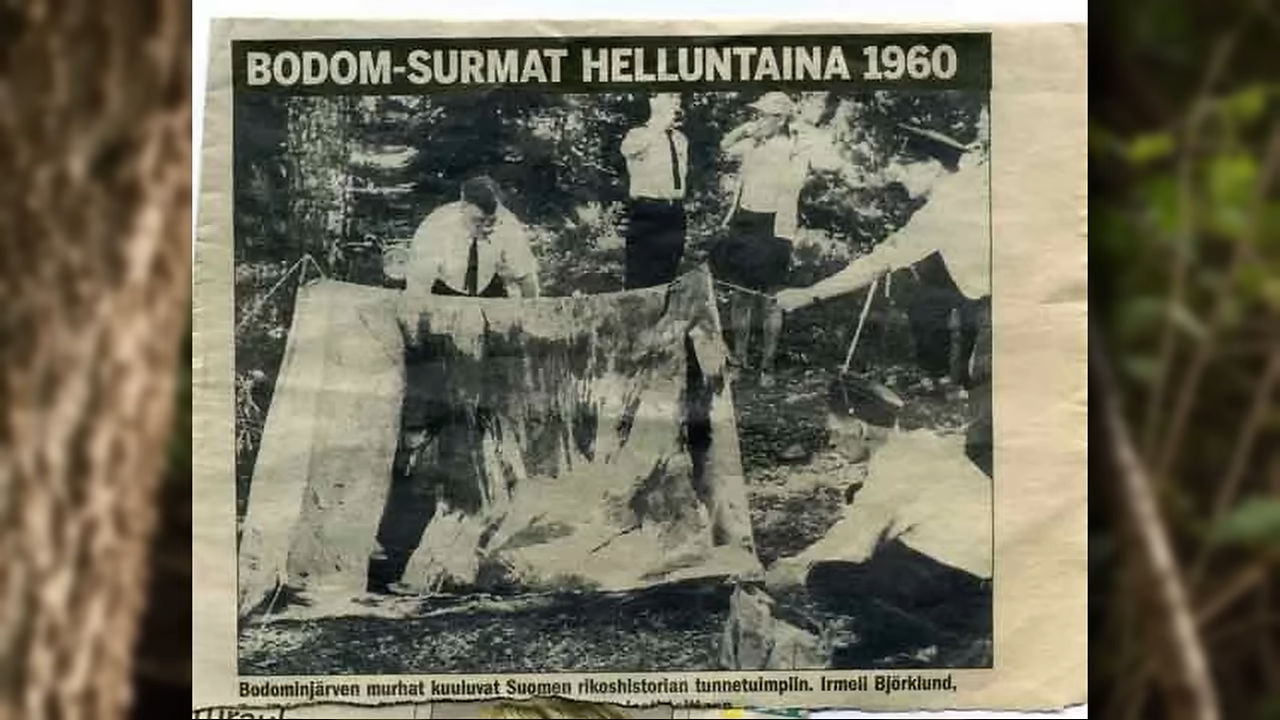 BODOM-SURMAT HELLUNTAINA 1960
Bodominjärven murhat kuuluvat Suomen rikoshistorian tunnetuimpiin. Irmeli Björklund,